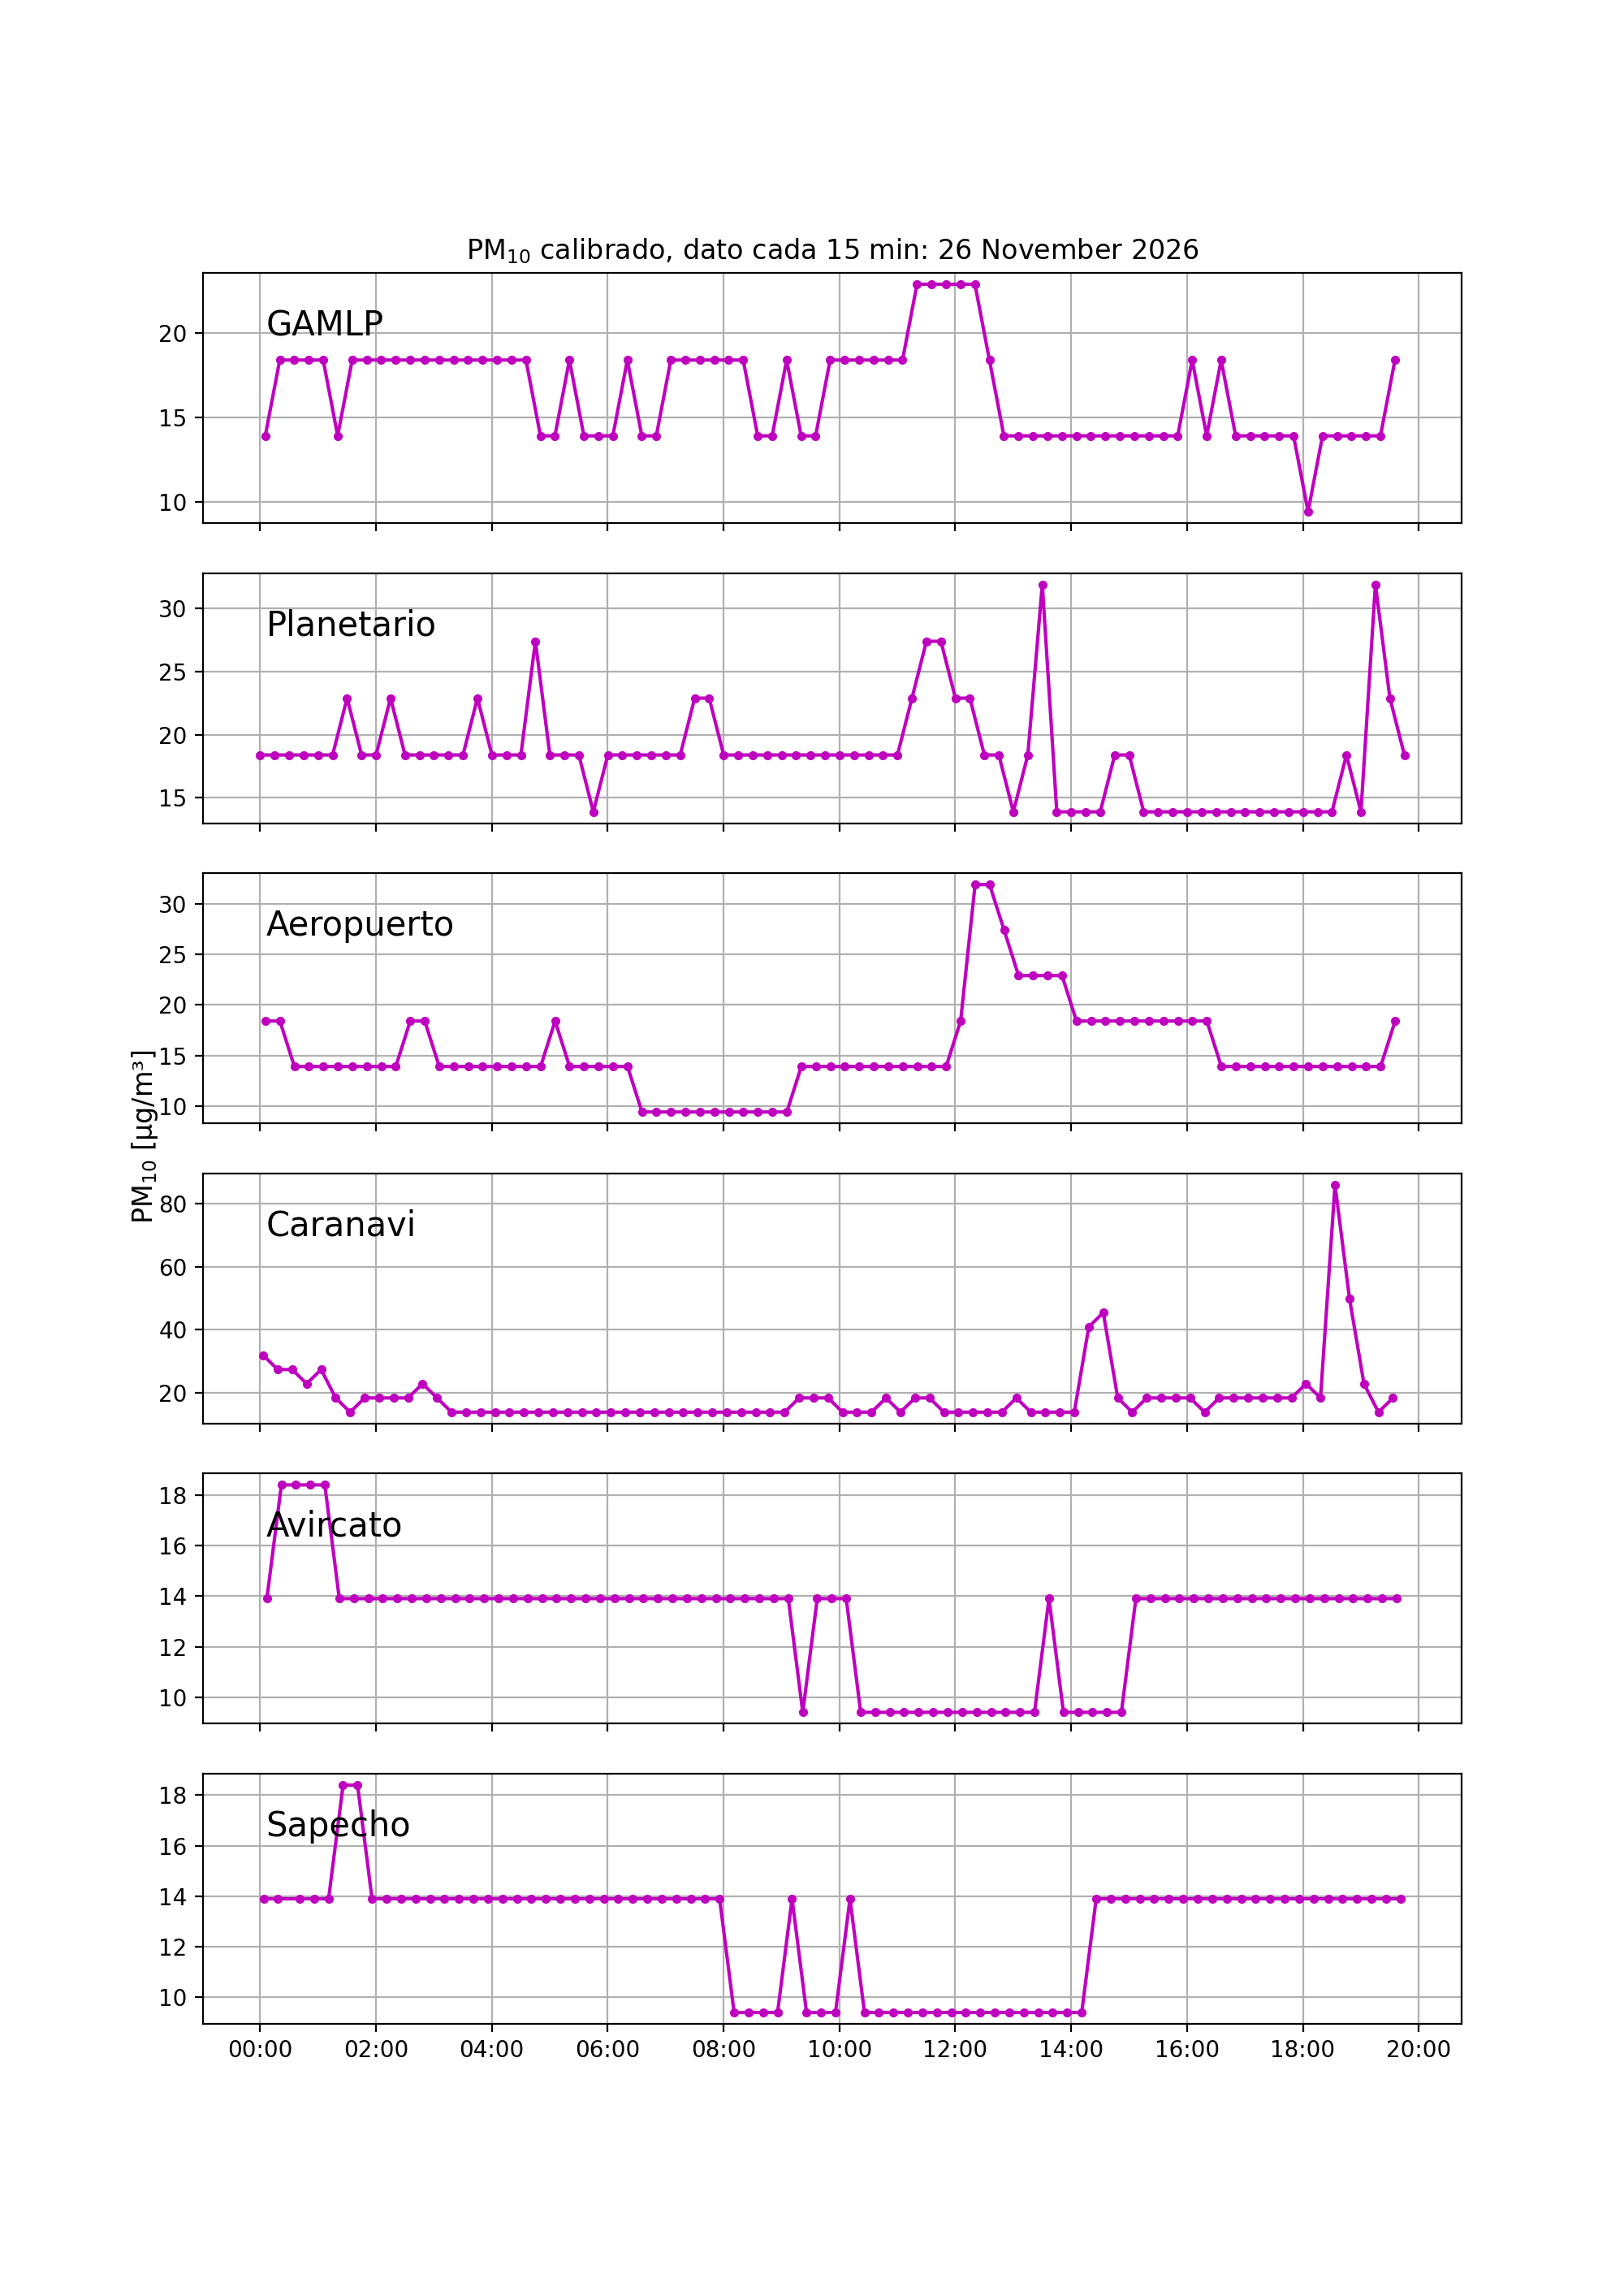 PM₁₀ calibrado, dato cada 15 min: 26 November 2026
GAMLP
20
15
10
Planetario
30
25
20
15
Aeropuerto
30
25
20
15
10
PM₁₀ [µg/m³]
Caranavi
80
60
40
20
Avircato
18
16
14
12
10
Sapecho
18
16
14
12
10
00:00 02:00 04:00 06:00 08:00 10:00 12:00 14:00 16:00 18:00 20:00